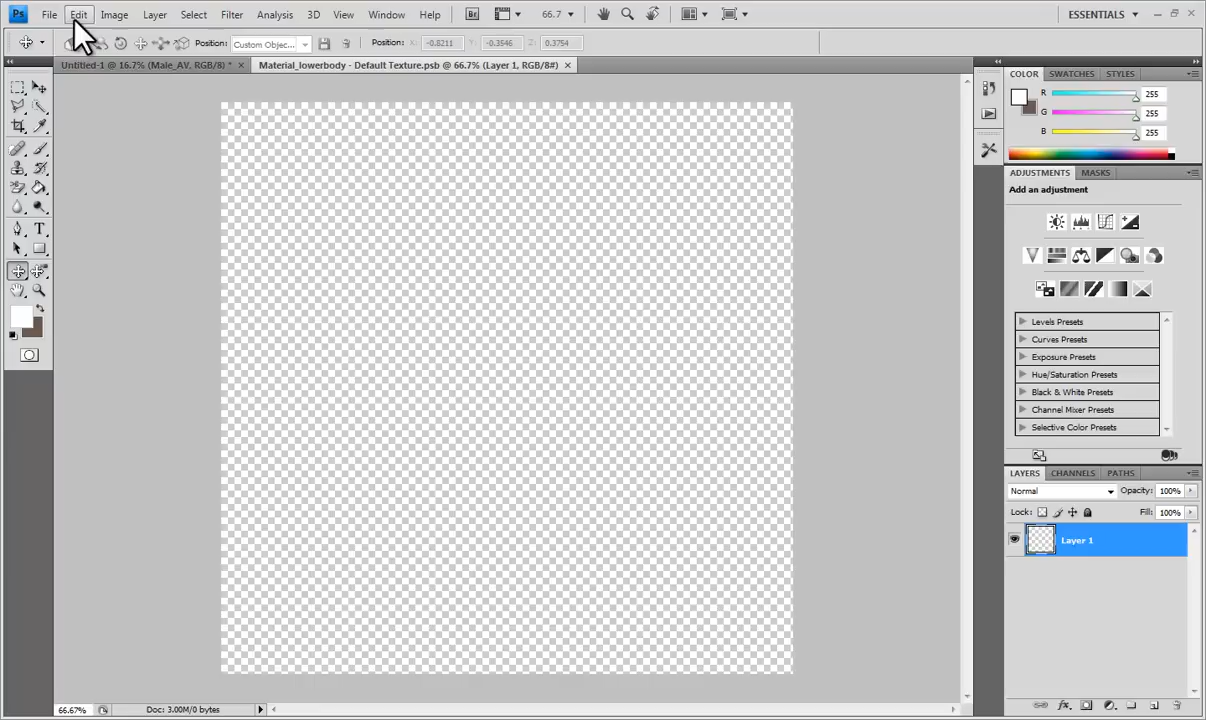 Ps File Edit Image Layer Select Filter Analysis 3D View Window Help Br 66.7 ESSENTIALS
Position: Custom Objec... Position: X: -0.8211 Y: -0.3546 Z: 0.3754
Untitled-1 @ 16.7% (Male_AV, RGB/8) * × Material_lowerbody - Default Texture.psb @ 66.7% (Layer 1, RGB/8#) ×
COLOR SWATCHES STYLES
R 255
G 255
B 255
ADJUSTMENTS MASKS
Add an adjustment
Levels Presets
Curves Presets
Exposure Presets
Hue/Saturation Presets
Black & White Presets
Channel Mixer Presets
Selective Color Presets
LAYERS CHANNELS PATHS
Normal Opacity: 100%
Lock: Fill: 100%
Layer 1
66.67% Doc: 3.00M/0 bytes